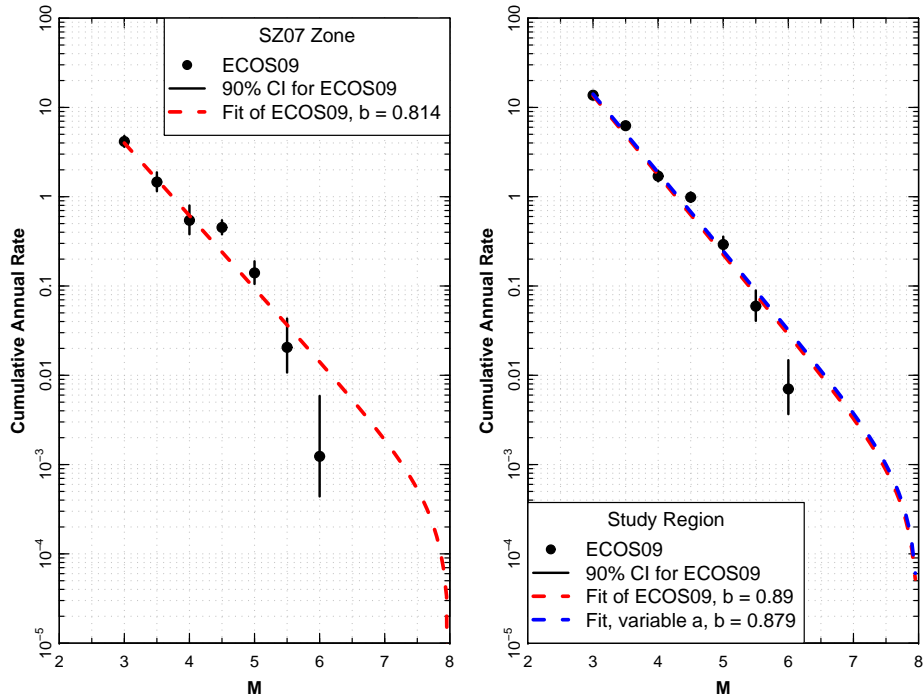 SZ07 Zone
ECOS09
90% CI for ECOS09
Fit of ECOS09, b = 0.814
Cumulative Annual Rate
100
10
1
0.1
0.01
10⁻³
10⁻⁴
10⁻⁵
2 3 4 5 6 7 8
M
Study Region
ECOS09
90% CI for ECOS09
Fit of ECOS09, b = 0.89
Fit, variable a, b = 0.879
Cumulative Annual Rate
100
10
1
0.1
0.01
10⁻³
10⁻⁴
10⁻⁵
2 3 4 5 6 7 8
M